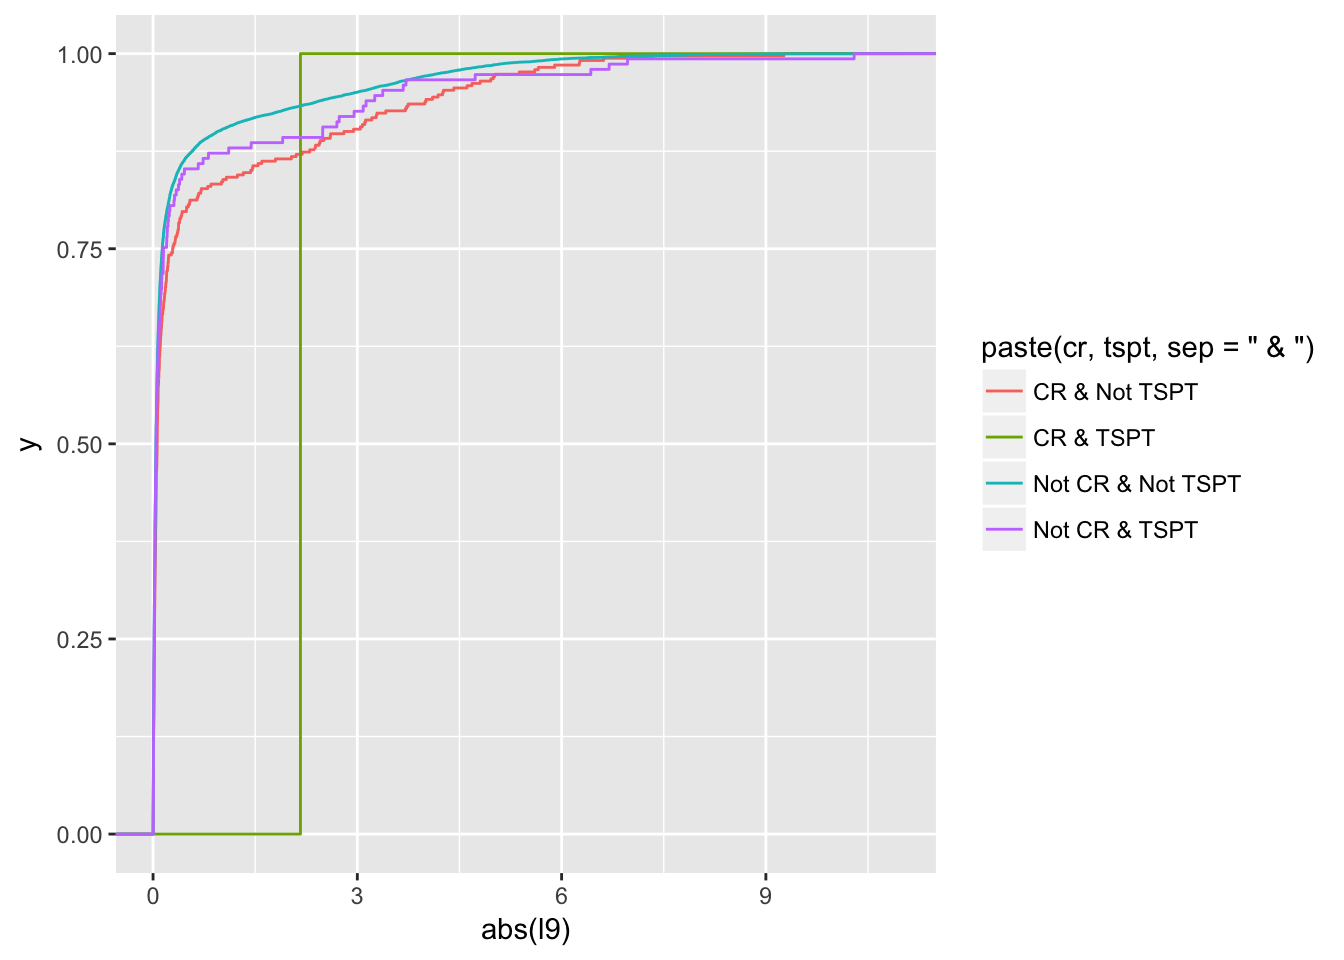 1.00
0.75
0.50
0.25
0.00
y
0
3
6
9
abs(l9)
paste(cr, tspt, sep = " & ")
CR & Not TSPT
CR & TSPT
Not CR & Not TSPT
Not CR & TSPT